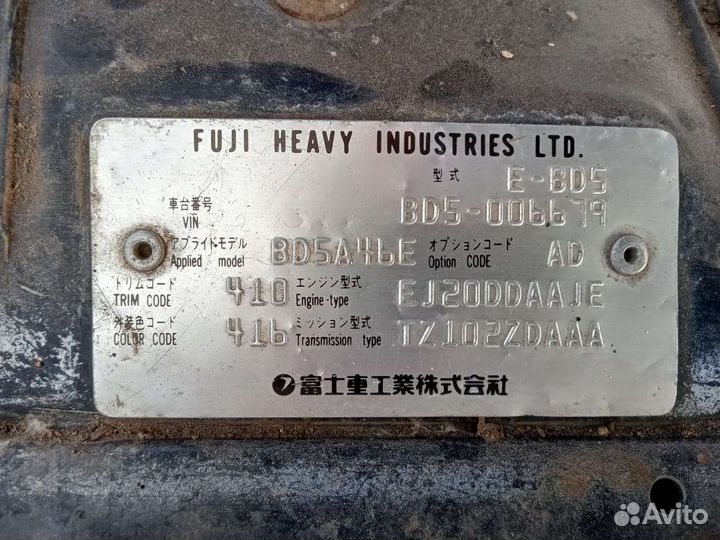 FUJI HEAVY INDUSTRIES LTD.
型式 E-BD5
車台番号 VIN BD5-006679
アプライドモデル Applied model BD5A46E オプションコード Option CODE AD
トリムコード TRIM CODE 410 エンジン型式 Engine-type EJ20DDAAJE
外装色コード COLOR CODE 416 ミッション型式 Transmission type TZ102ZDAAA
富士重工業株式会社
Avito